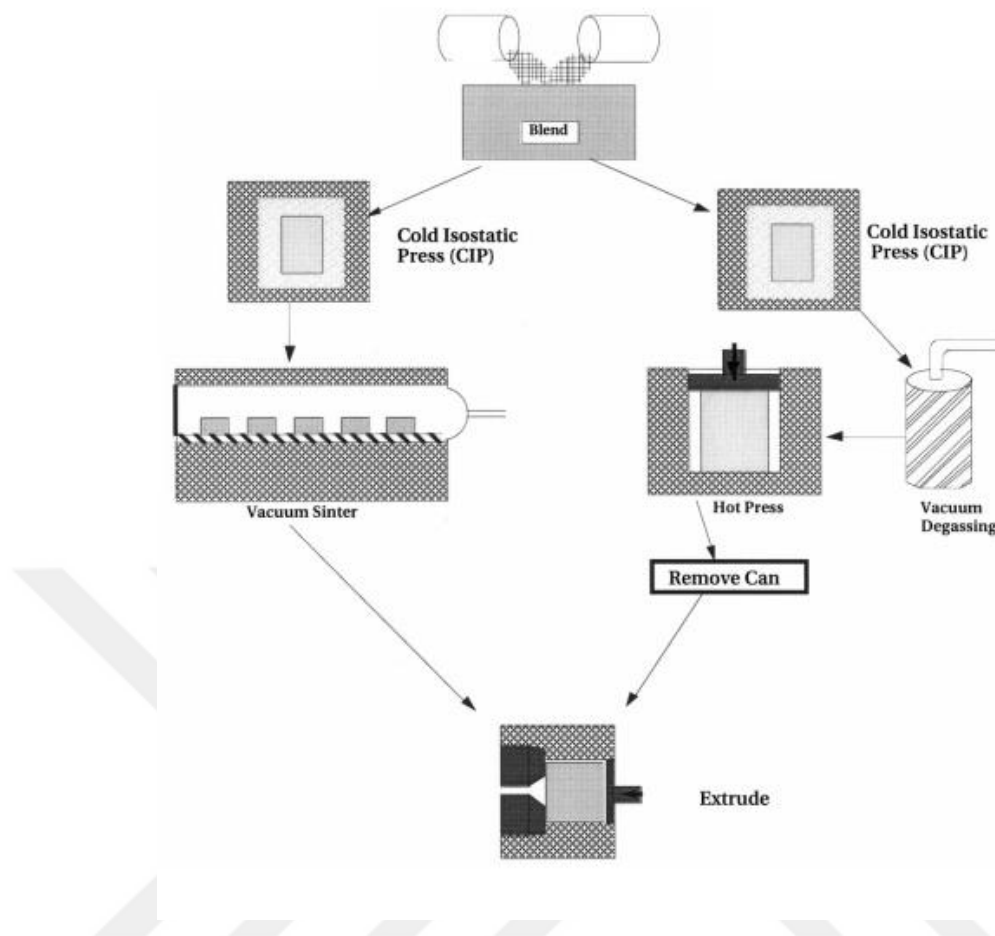 Blend
Cold Isostatic
Press (CIP)
Cold Isostatic
Press (CIP)
Vacuum Sinter
Hot Press
Vacuum
Degassing
Remove Can
Extrude